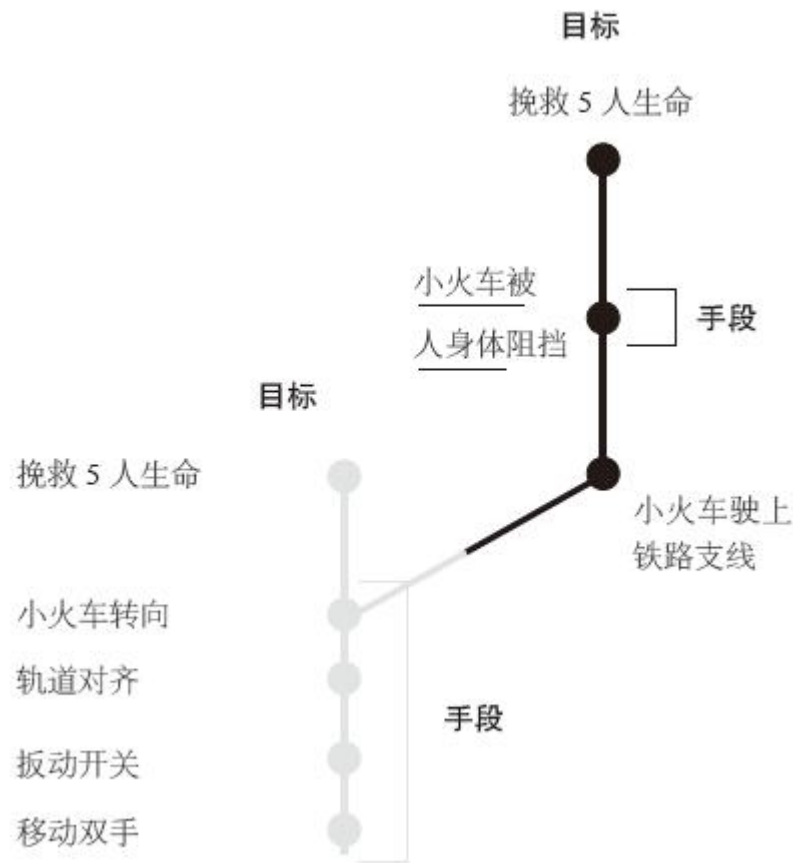 目标
挽救 5 人生命
小火车被
人身体阻挡
手段
小火车驶上
铁路支线
目标
挽救 5 人生命
小火车转向
轨道对齐
手段
扳动开关
移动双手